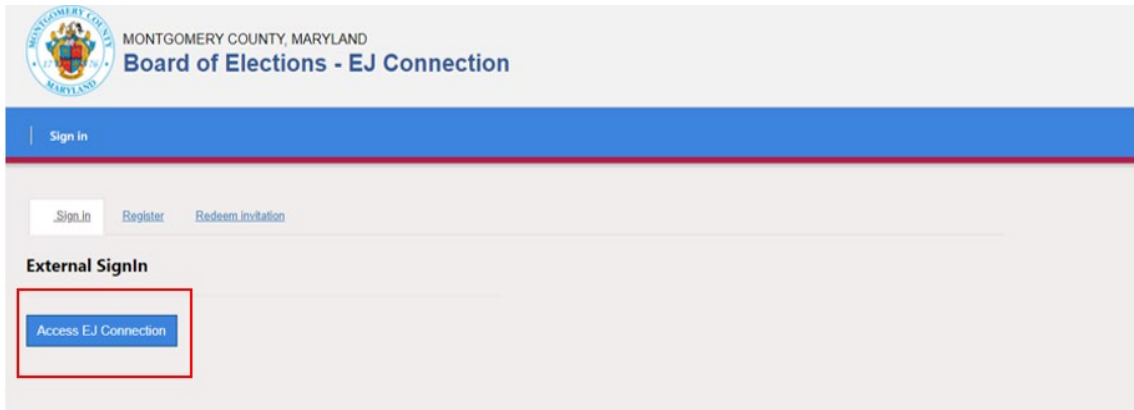 MONTGOMERY COUNTY, MARYLAND
Board of Elections - EJ Connection
Sign in
Sign in Register Redeem invitation
External SignIn
Access EJ Connection